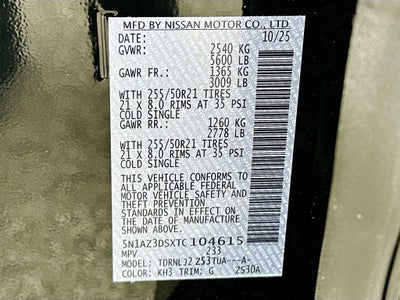 MFD BY NISSAN MOTOR CO., LTD.
DATE: 10/25
GVWR: 2540 KG
5600 LB
GAWR FR.: 1365 KG
3009 LB
WITH 255/50R21 TIRES
21 x 8.0 RIMS AT 35 PSI
COLD SINGLE
GAWR RR.: 1260 KG
2778 LB
WITH 255/50R21 TIRES
21 x 8.0 RIMS AT 35 PSI
COLD SINGLE
THIS VEHICLE CONFORMS TO
ALL APPLICABLE FEDERAL
MOTOR VEHICLE SAFETY
STANDARDS IN EFFECT ON
THE DATE OF MANUFACTURE
SHOWN ABOVE.
5N1AZ3DSXTC104615
MPV 233
TYPE: TDRNLJ2 ZS3TUA---A-
COLOR: KH3 TRIM: G 2S30A